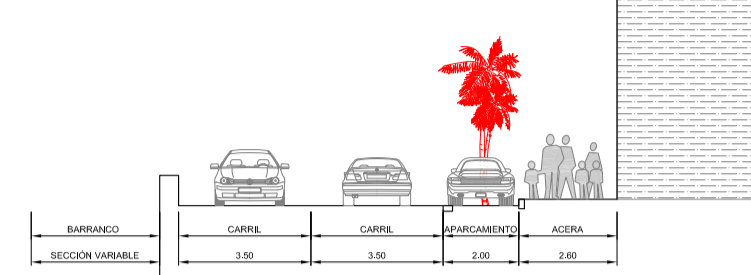 BARRANCO CARRIL CARRIL APARCAMIENTO ACERA
SECCIÓN VARIABLE 3.50 3.50 2.00 2.60